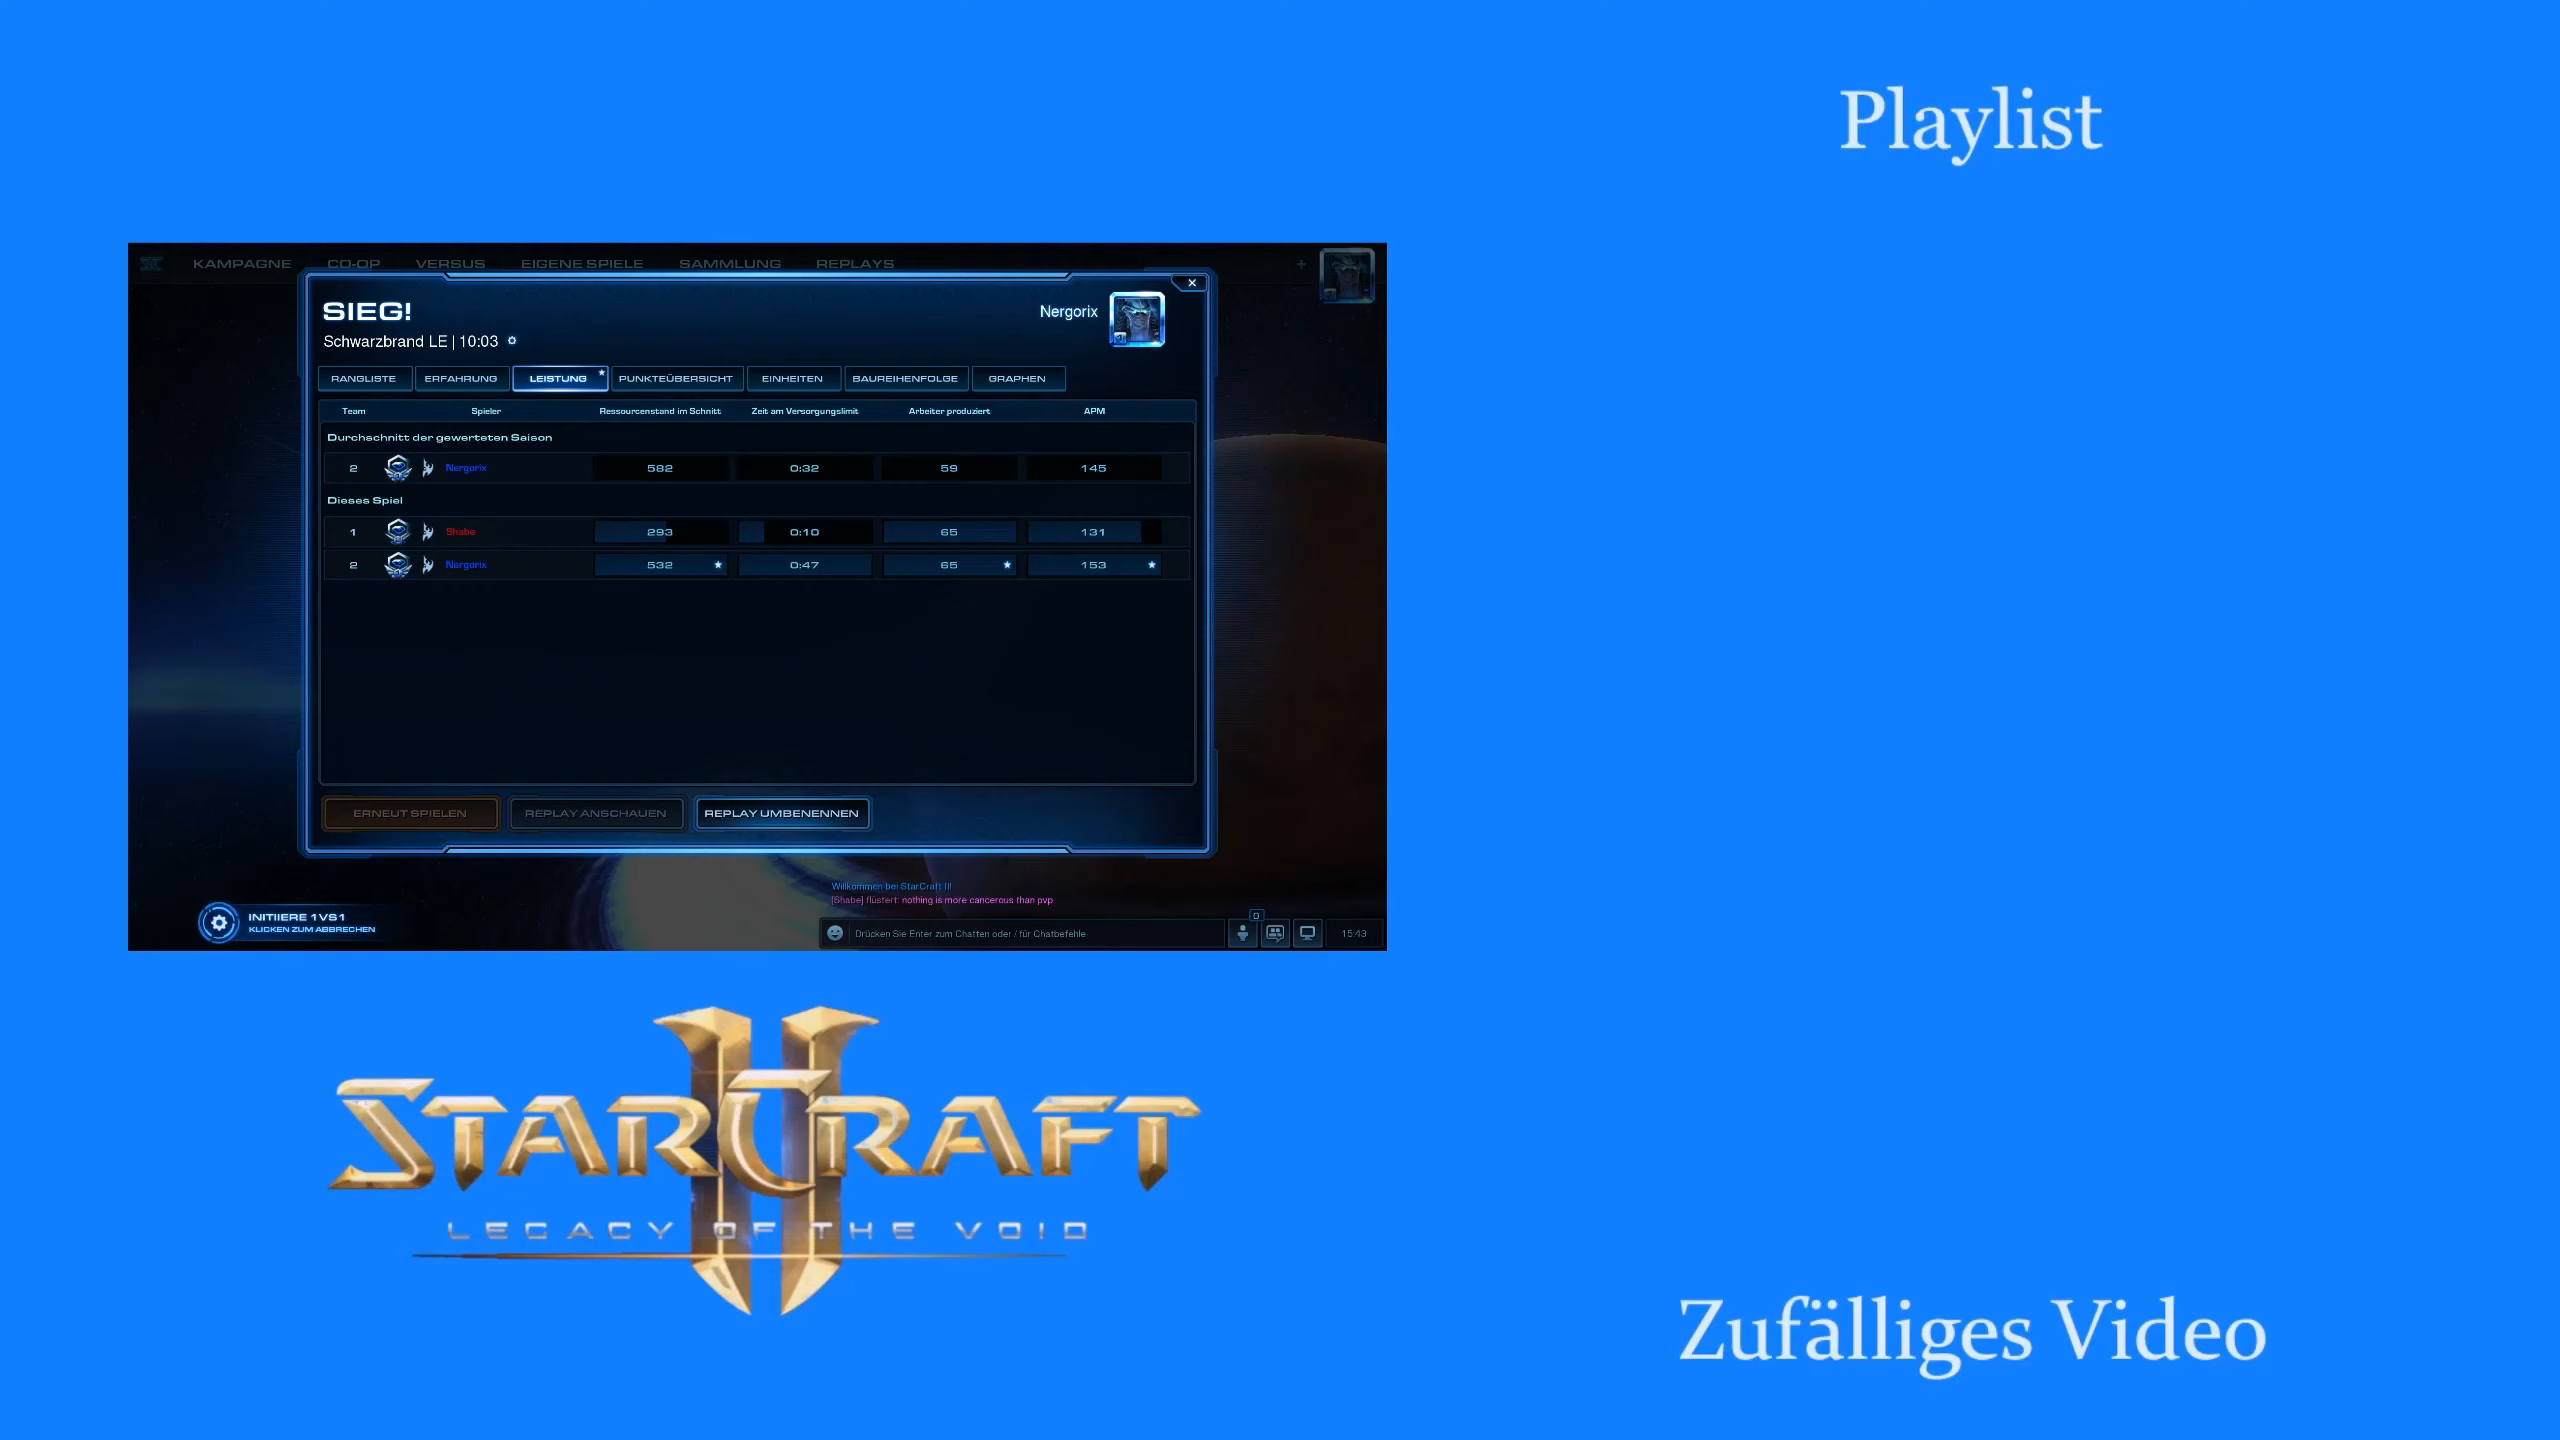 Playlist
KAMPAGNE CO-OP VERSUS EIGENE SPIELE SAMMLUNG REPLAYS
SIEG!
Nergorix
Schwarzbrand LE | 10:03
RANGLISTE ERFAHRUNG LEISTUNG PUNKTEÜBERSICHT EINHEITEN BAUREIHENFOLGE GRAPHEN
Team Spieler Ressourcenstand im Schnitt Zeit am Versorgungslimit Arbeiter produziert APM
Durchschnitt der gewerteten Saison
2 Nergorix 582 0:32 59 145
Dieses Spiel
1 Shabe 293 0:10 65 131
2 Nergorix 532 0:47 65 153
ERNEUT SPIELEN REPLAY ANSCHAUEN REPLAY UMBENENNEN
Willkommen bei StarCraft II!
[Shabe] flüstert: nothing is more cancerous than pvp
INITIIERE 1VS1
KLICKEN ZUM ABBRECHEN
0
Drücken Sie Enter zum Chatten oder / für Chatbefehle
15:43
II
STARCRAFT
LEGACY OF THE VOID
Zufälliges Video